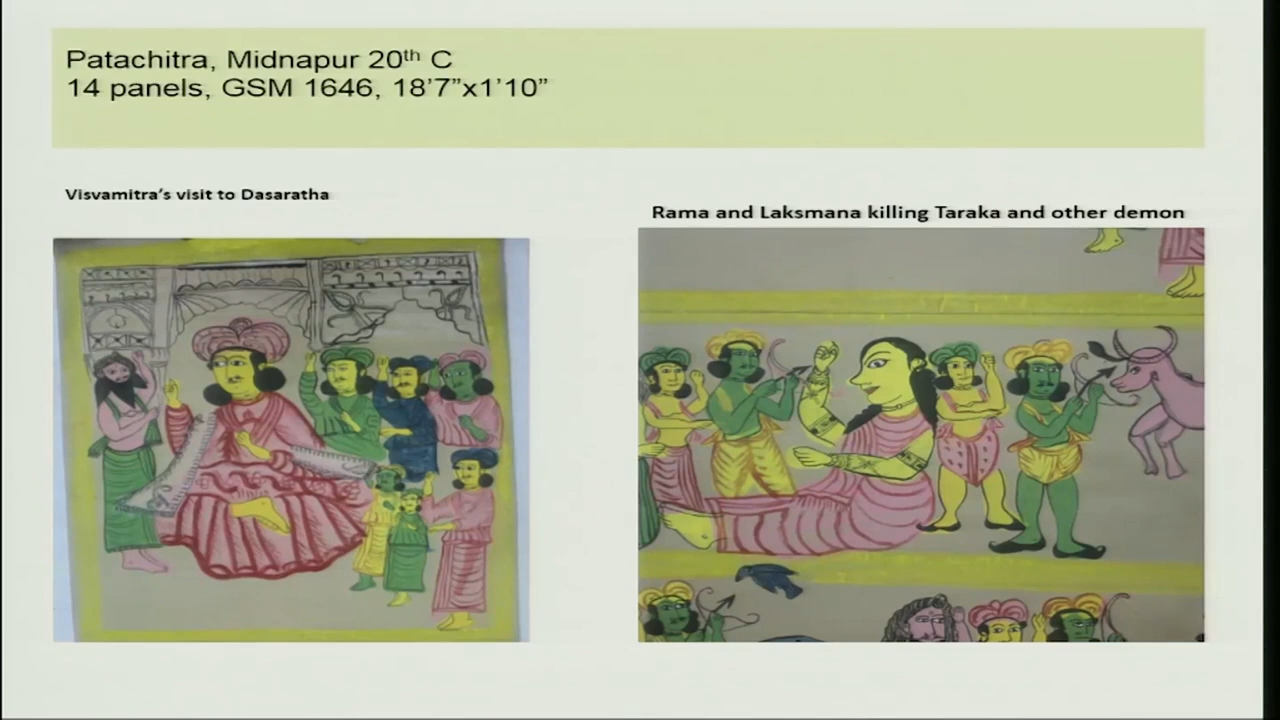 Patachitra, Midnapur 20th C
14 panels, GSM 1646, 18’7”x1’10”
Visvamitra’s visit to Dasaratha
Rama and Laksmana killing Taraka and other demon